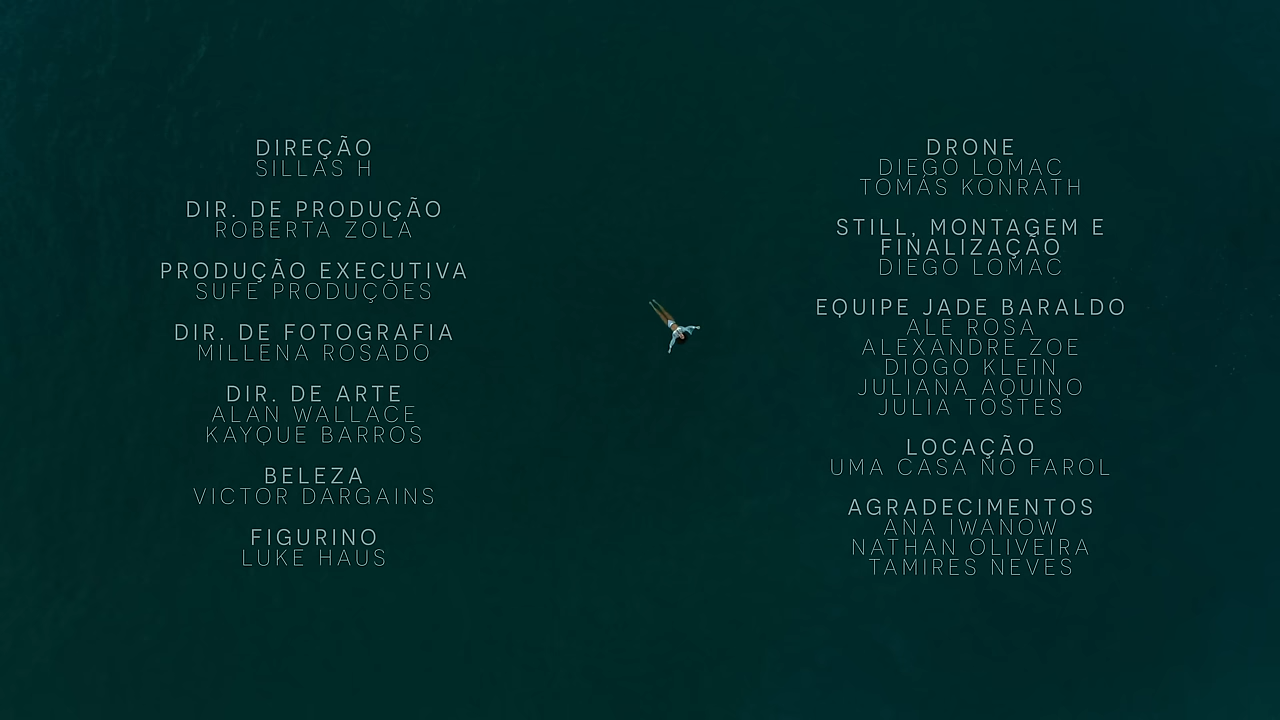 DIREÇÃO
SILLAS H
DIR. DE PRODUÇÃO
ROBERTA ZOLA
PRODUÇÃO EXECUTIVA
SUFE PRODUÇÕES
DIR. DE FOTOGRAFIA
MILLENA ROSADO
DIR. DE ARTE
ALAN WALLACE
KAYQUE BARROS
BELEZA
VICTOR DARGAINS
FIGURINO
LUKE HAUS
DRONE
DIEGO LOMAC
TOMÁS KONRATH
STILL, MONTAGEM E
FINALIZAÇÃO
DIEGO LOMAC
EQUIPE JADE BARALDO
ALE ROSA
ALEXANDRE ZOE
DIOGO KLEIN
JULIANA AQUINO
JULIA TOSTES
LOCAÇÃO
UMA CASA NO FAROL
AGRADECIMENTOS
ANA IWANOW
NATHAN OLIVEIRA
TAMIRES NEVES